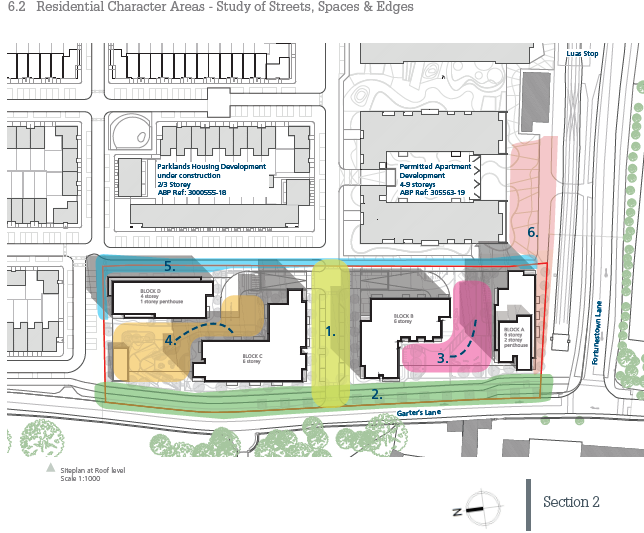 6.2 Residential Character Areas - Study of Streets, Spaces & Edges
Luas Stop
Parklands Housing Development
under construction
2/3 Storey
ABP Ref: 3000555-18
Permitted Apartment
Development
4-9 storeys
ABP Ref: 305563-19
6.
5.
BLOCK D
4 storey
1 storey penthouse
4.
BLOCK C
6 storey
1.
BLOCK B
6 storey
3.
BLOCK A
6 storey
2 storey
penthouse
2.
Fortunestown Lane
Garter's Lane
Siteplan at Roof level
Scale 1:1000
N
Section 2